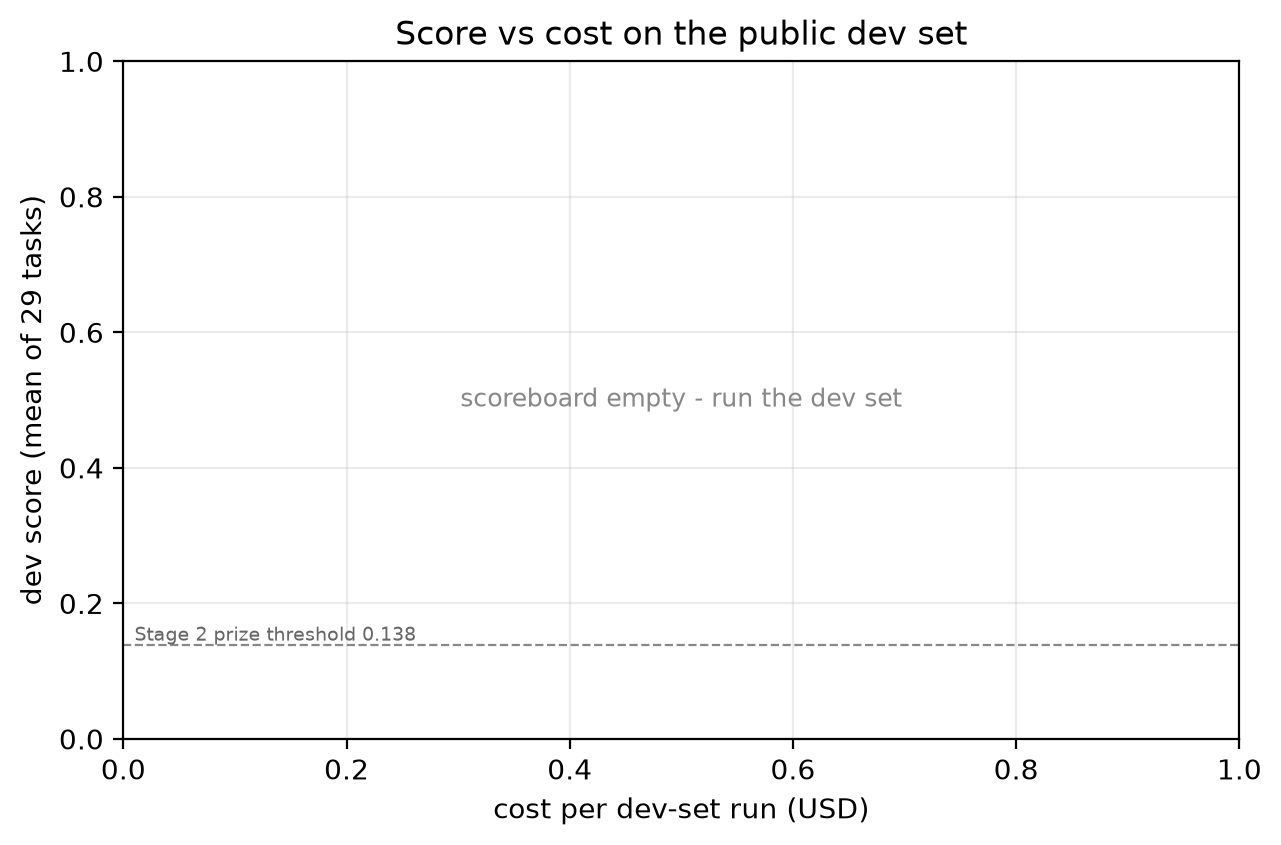 Score vs cost on the public dev set
1.0
0.8
0.6
0.4
0.2
0.0
dev score (mean of 29 tasks)
scoreboard empty - run the dev set
Stage 2 prize threshold 0.138
0.0 0.2 0.4 0.6 0.8 1.0
cost per dev-set run (USD)